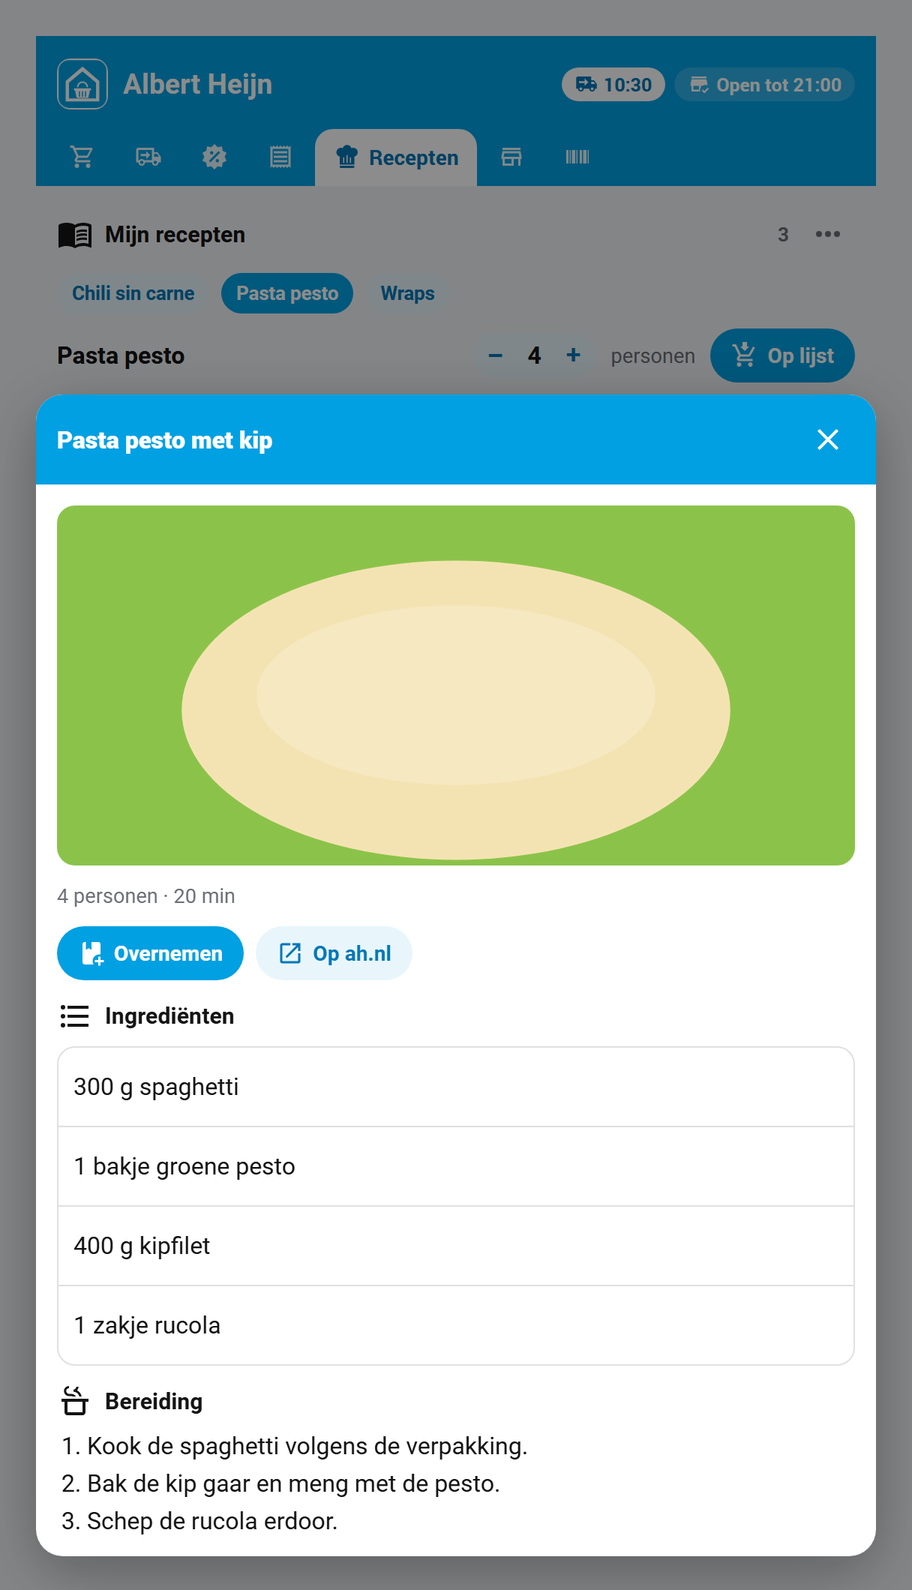 Albert Heijn
10:30
Open tot 21:00
Recepten
Mijn recepten
3
Chili sin carne
Pasta pesto
Wraps
Pasta pesto
4
personen
Op lijst
Pasta pesto met kip
4 personen · 20 min
Overnemen
Op ah.nl
Ingrediënten
300 g spaghetti
1 bakje groene pesto
400 g kipfilet
1 zakje rucola
Bereiding
1. Kook de spaghetti volgens de verpakking.
2. Bak de kip gaar en meng met de pesto.
3. Schep de rucola erdoor.